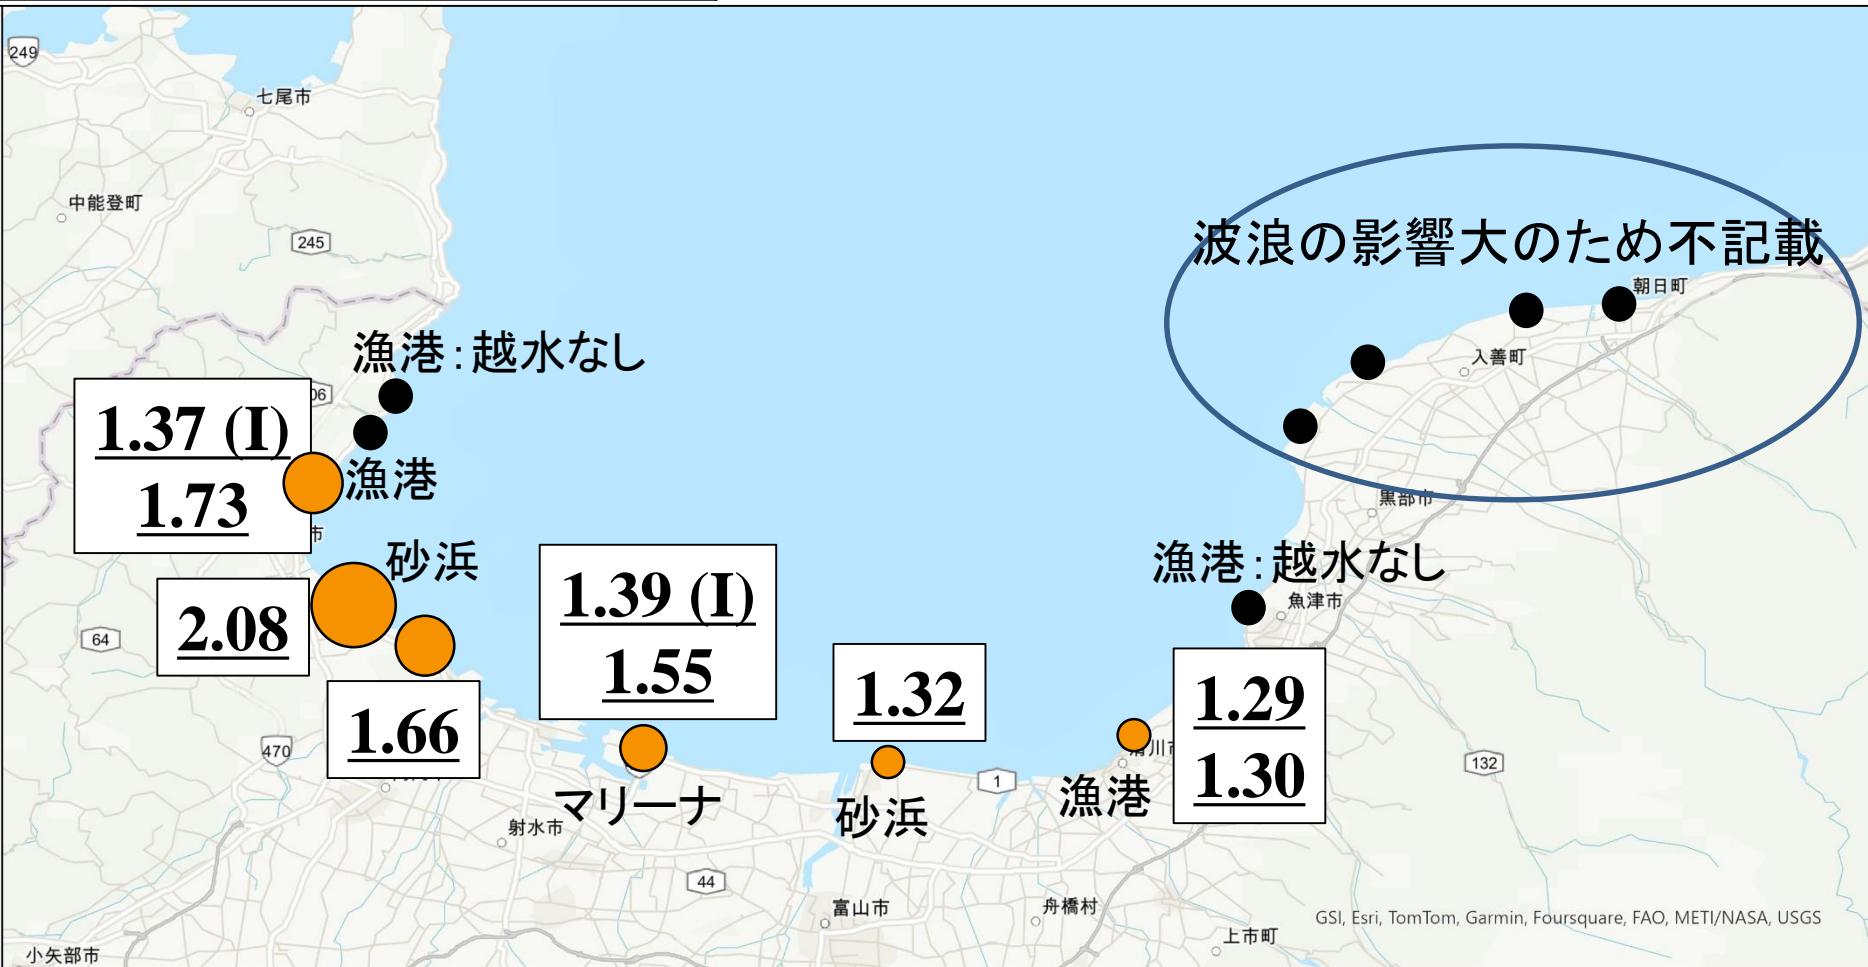 249
七尾市
中能登町
245
波浪の影響大のため不記載
朝日町
入善町
漁港：越水なし
06
1.37 (I)
1.73
漁港
黒部市
市
砂浜
漁港：越水なし
魚津市
1.39 (I)
1.55
2.08
64
1.66
1.32
1.29
1.30
470
1
132
マリーナ
砂浜
漁港
射水市
44
富山市
舟橋村
上市町
小矢部市
GSI, Esri, TomTom, Garmin, Foursquare, FAO, METI/NASA, USGS